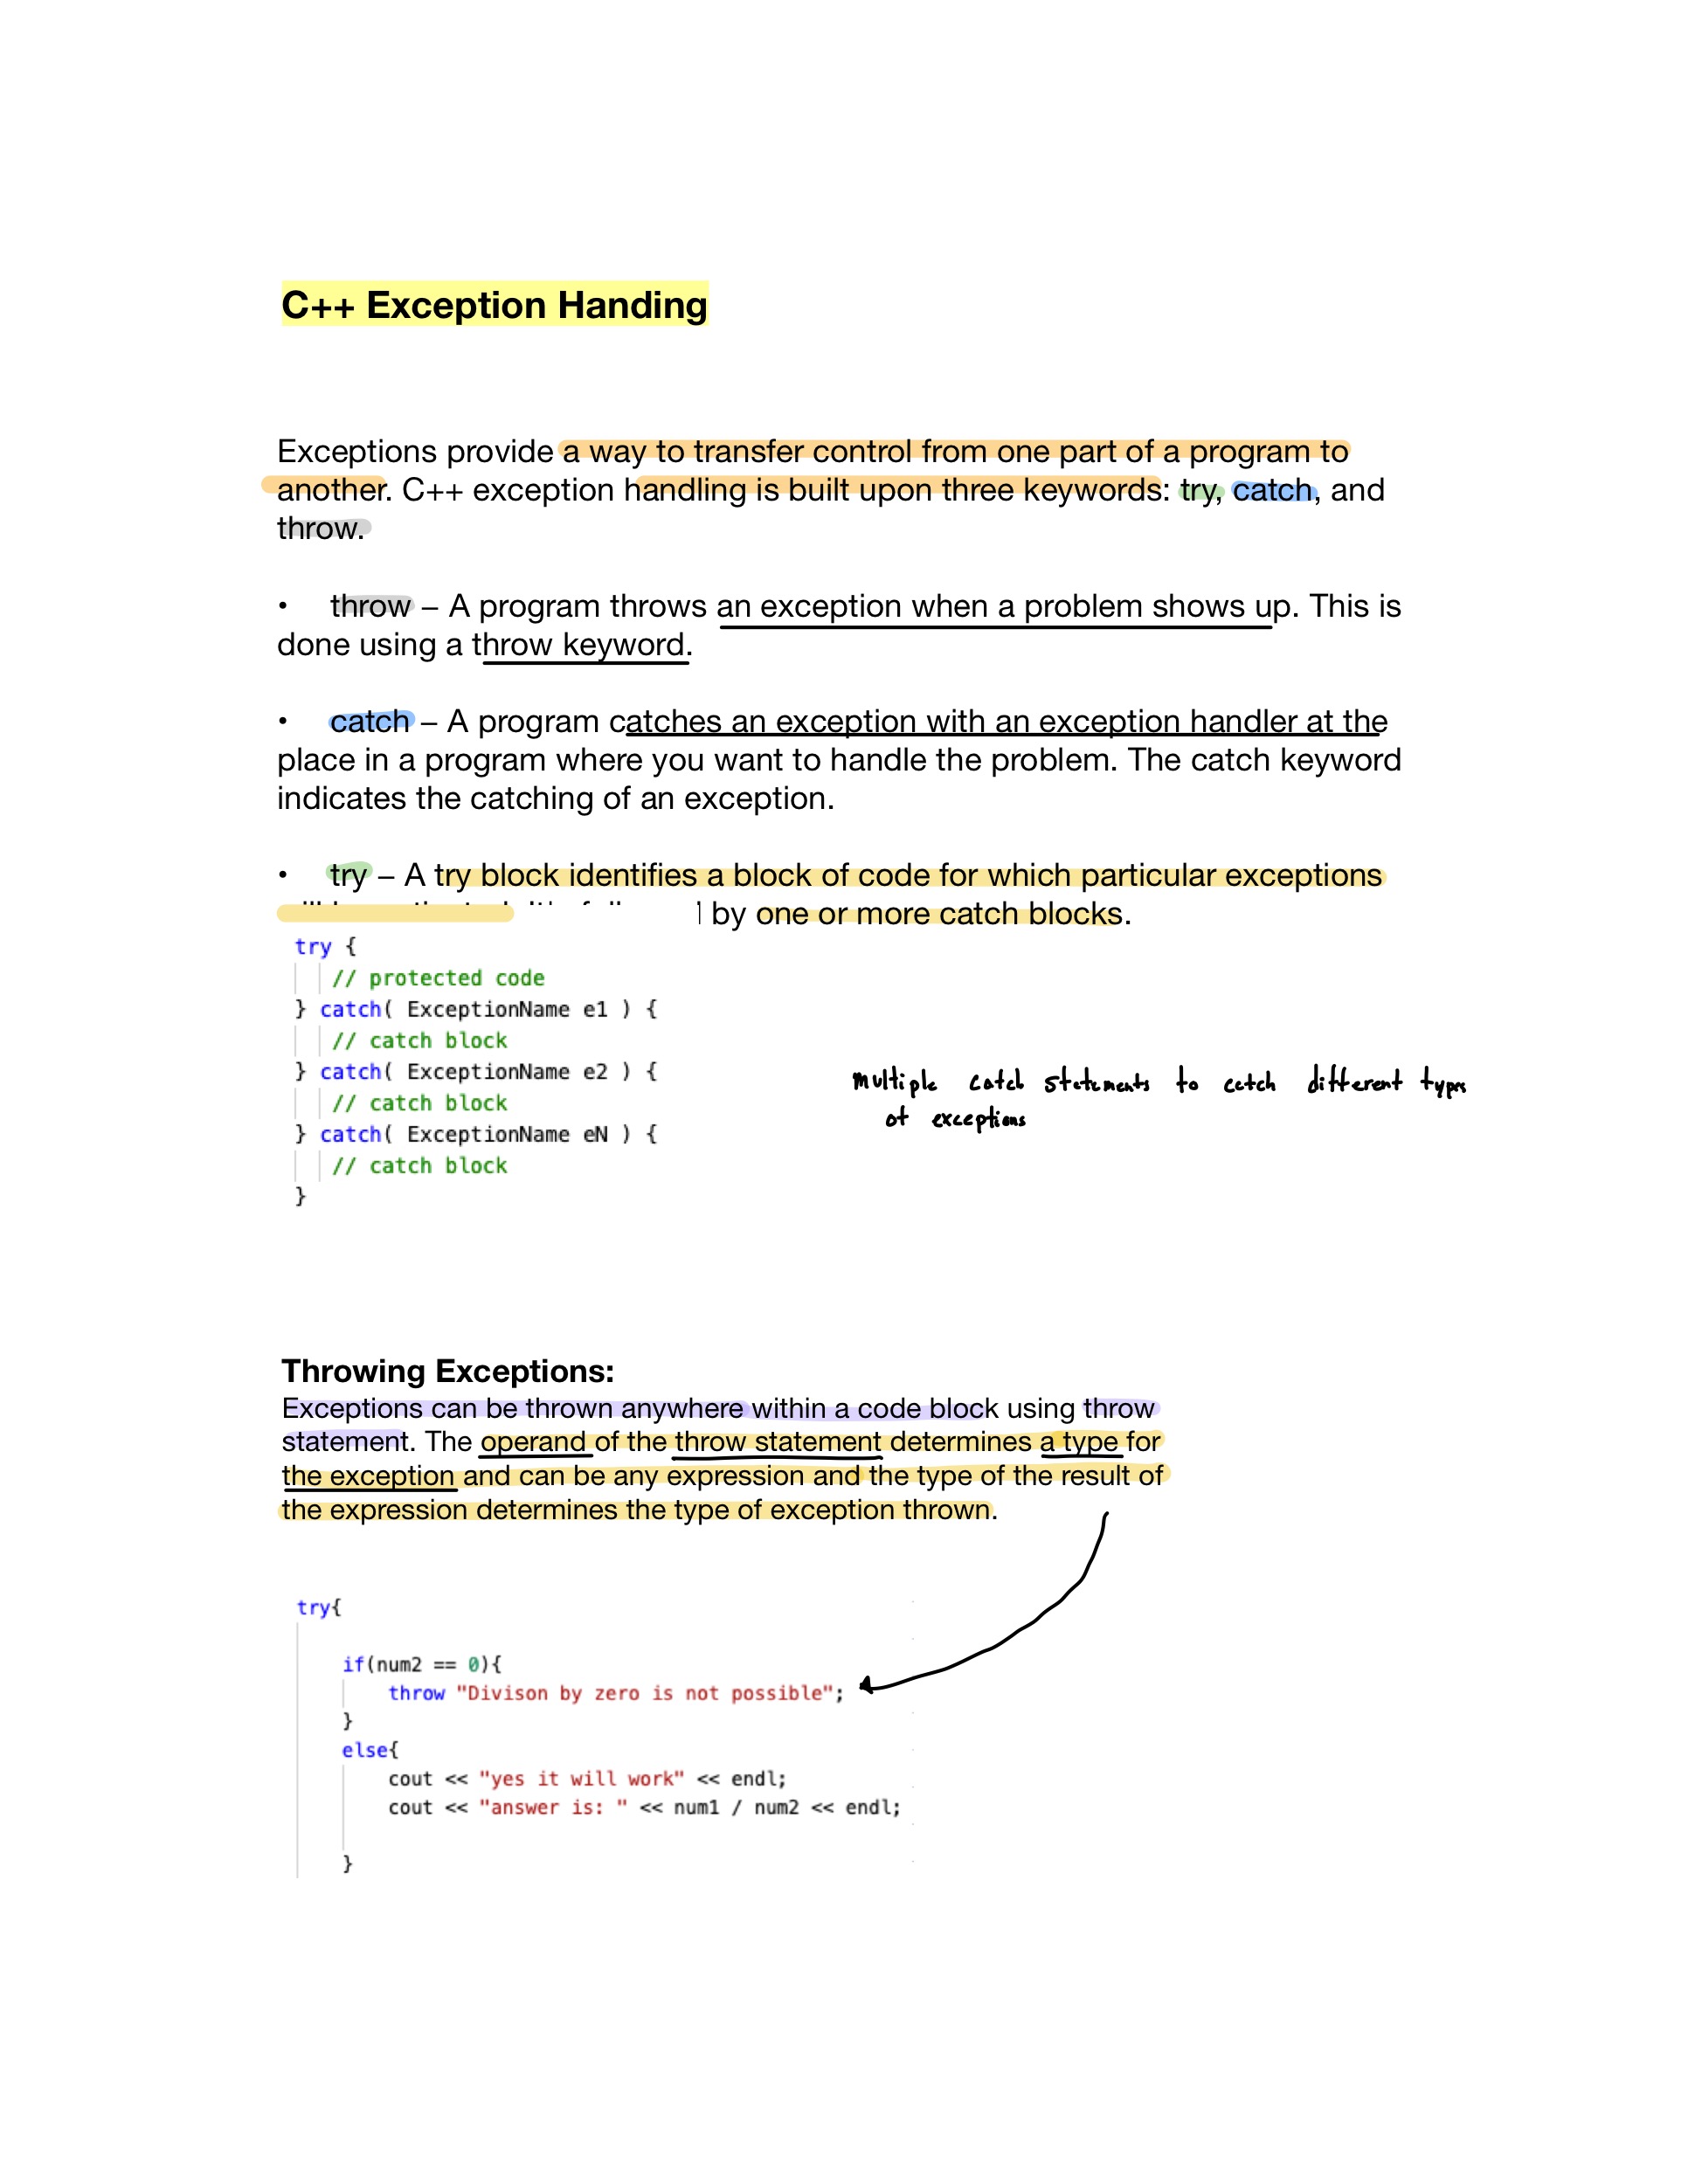 C++ Exception Handing
Exceptions provide a way to transfer control from one part of a program to
another. C++ exception handling is built upon three keywords: try, catch, and
throw.
• throw – A program throws an exception when a problem shows up. This is
done using a throw keyword.
• catch – A program catches an exception with an exception handler at the
place in a program where you want to handle the problem. The catch keyword
indicates the catching of an exception.
• try – A try block identifies a block of code for which particular exceptions
by one or more catch blocks.
try {
// protected code
} catch( ExceptionName e1 ) {
// catch block
} catch( ExceptionName e2 ) {
// catch block
} catch( ExceptionName eN ) {
// catch block
}
multiple catch statements to catch different types
of exceptions
Throwing Exceptions:
Exceptions can be thrown anywhere within a code block using throw
statement. The operand of the throw statement determines a type for
the exception and can be any expression and the type of the result of
the expression determines the type of exception thrown.
try{
if(num2 == 0){
throw "Divison by zero is not possible";
}
else{
cout << "yes it will work" << endl;
cout << "answer is: " << num1 / num2 << endl;
}